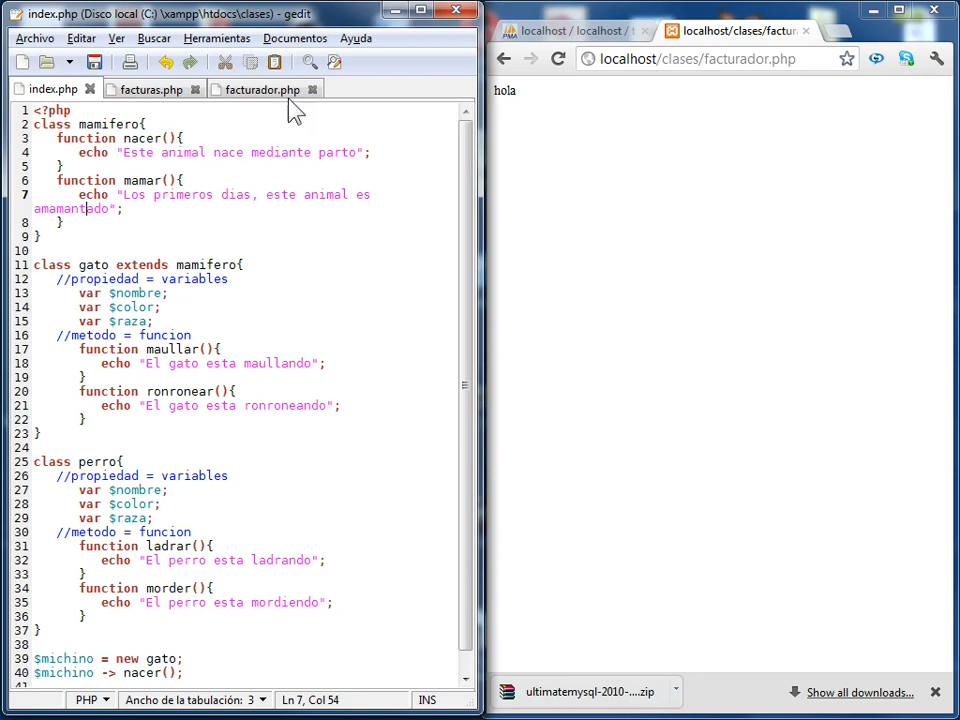 index.php (Disco local (C:) \xampp\htdocs\clases) - gedit
Archivo Editar Ver Buscar Herramientas Documentos Ayuda
index.php facturas.php facturador.php
1 <?php
2 class mamifero{
3 function nacer(){
4 echo "Este animal nace mediante parto";
5 }
6 function mamar(){
7 echo "Los primeros dias, este animal es
amamantado";
8 }
9 }
10
11 class gato extends mamifero{
12 //propiedad = variables
13 var $nombre;
14 var $color;
15 var $raza;
16 //metodo = funcion
17 function maullar(){
18 echo "El gato esta maullando";
19 }
20 function ronronear(){
21 echo "El gato esta ronroneando";
22 }
23 }
24
25 class perro{
26 //propiedad = variables
27 var $nombre;
28 var $color;
29 var $raza;
30 //metodo = funcion
31 function ladrar(){
32 echo "El perro esta ladrando";
33 }
34 function morder(){
35 echo "El perro esta mordiendo";
36 }
37 }
38
39 $michino = new gato;
40 $michino -> nacer();
41
PHP Ancho de la tabulación: 3 Ln 7, Col 54 INS
PMA localhost / localhost / localhost/clases/factur
localhost/clases/facturador.php
hola
ultimatemysql-2010-....zip Show all downloads...